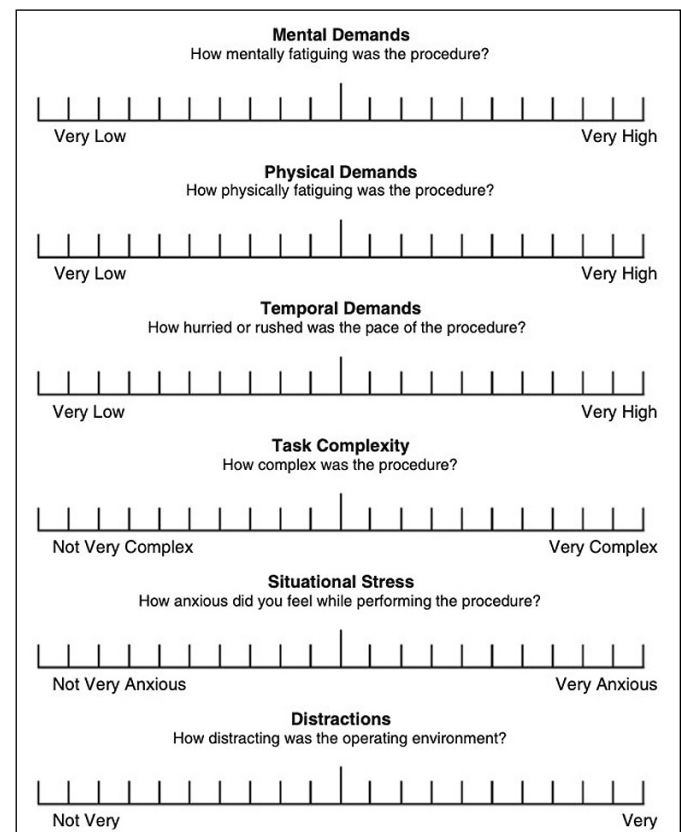 Mental Demands
How mentally fatiguing was the procedure?
Very Low Very High
Physical Demands
How physically fatiguing was the procedure?
Very Low Very High
Temporal Demands
How hurried or rushed was the pace of the procedure?
Very Low Very High
Task Complexity
How complex was the procedure?
Not Very Complex Very Complex
Situational Stress
How anxious did you feel while performing the procedure?
Not Very Anxious Very Anxious
Distractions
How distracting was the operating environment?
Not Very Very